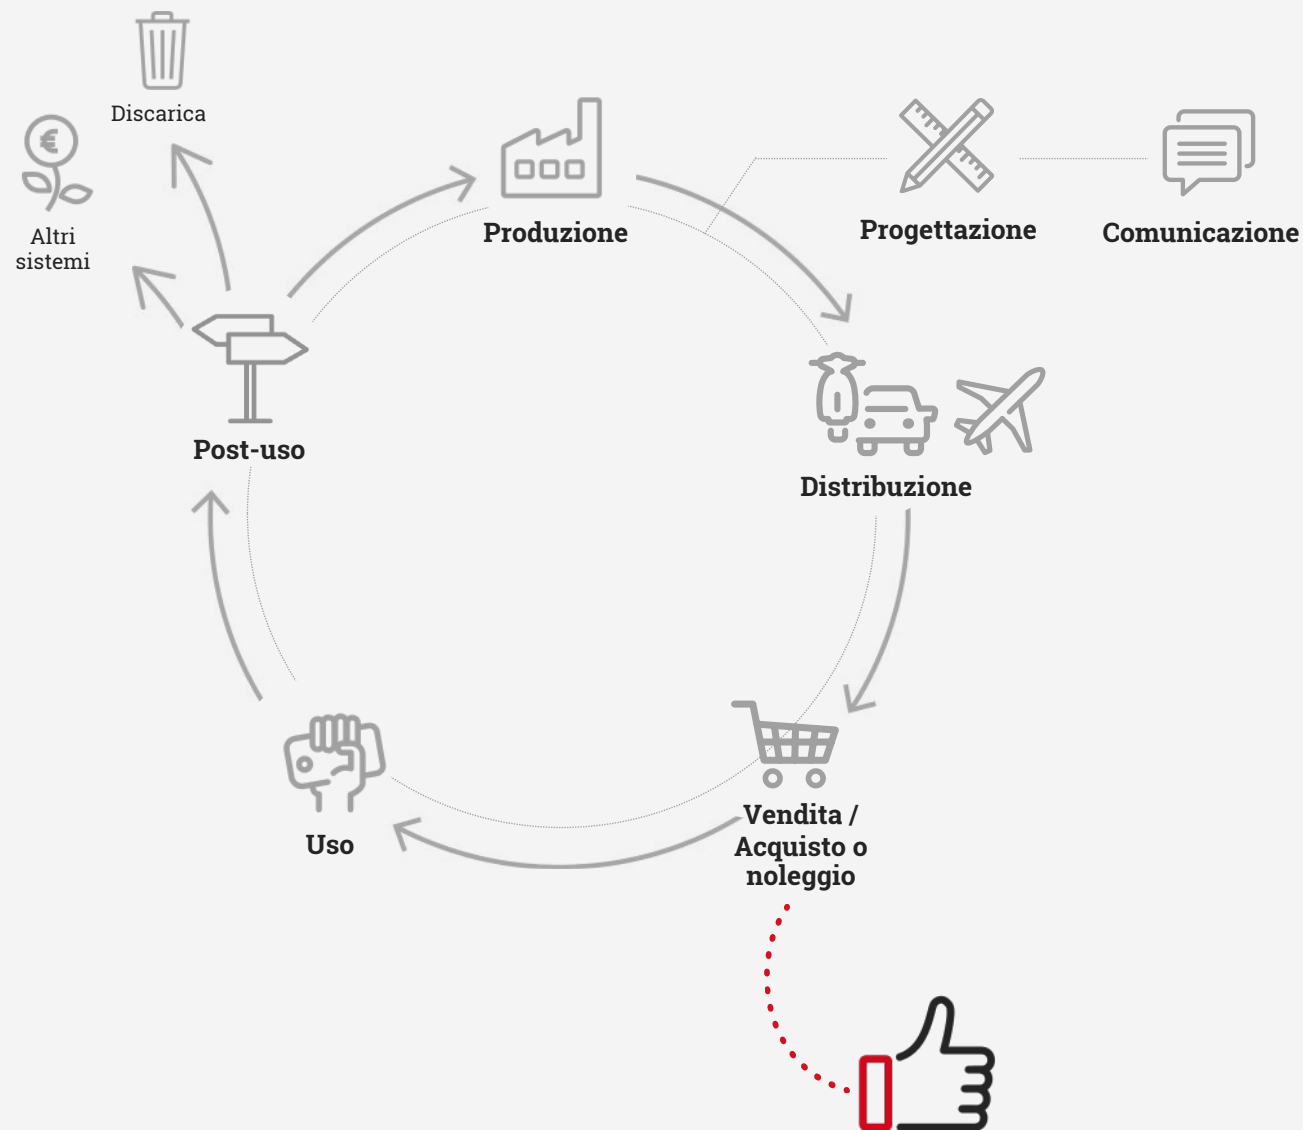 Discarica
Altri
sistemi
Produzione
Progettazione
Comunicazione
Post-uso
Distribuzione
Uso
Vendita /
Acquisto o
noleggio
€